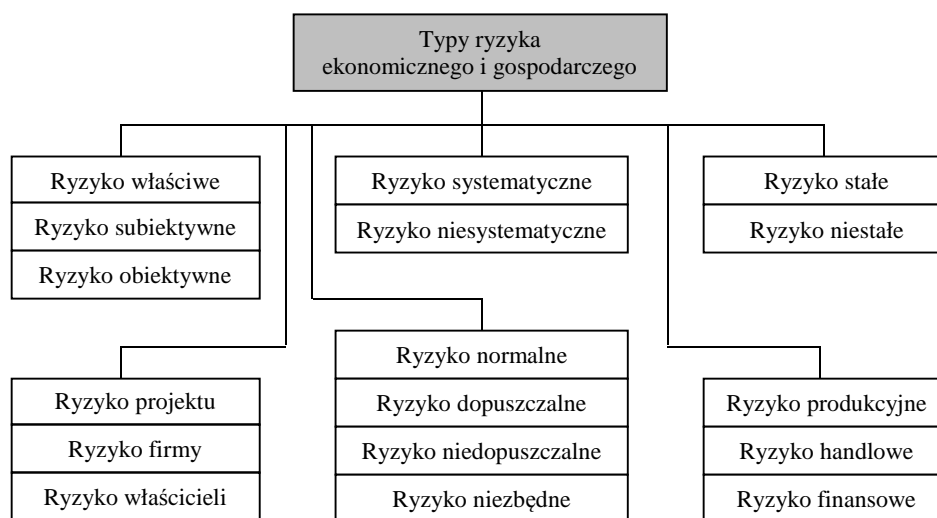 Typy ryzyka
ekonomicznego i gospodarczego
Ryzyko właściwe
Ryzyko subiektywne
Ryzyko obiektywne
Ryzyko systematyczne
Ryzyko niesystematyczne
Ryzyko stałe
Ryzyko niestałe
Ryzyko projektu
Ryzyko firmy
Ryzyko właścicieli
Ryzyko normalne
Ryzyko dopuszczalne
Ryzyko niedopuszczalne
Ryzyko niezbędne
Ryzyko produkcyjne
Ryzyko handlowe
Ryzyko finansowe